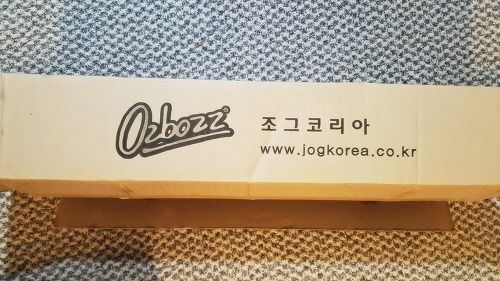 Ozbozz®
조그코리아
www.jogkorea.co.kr